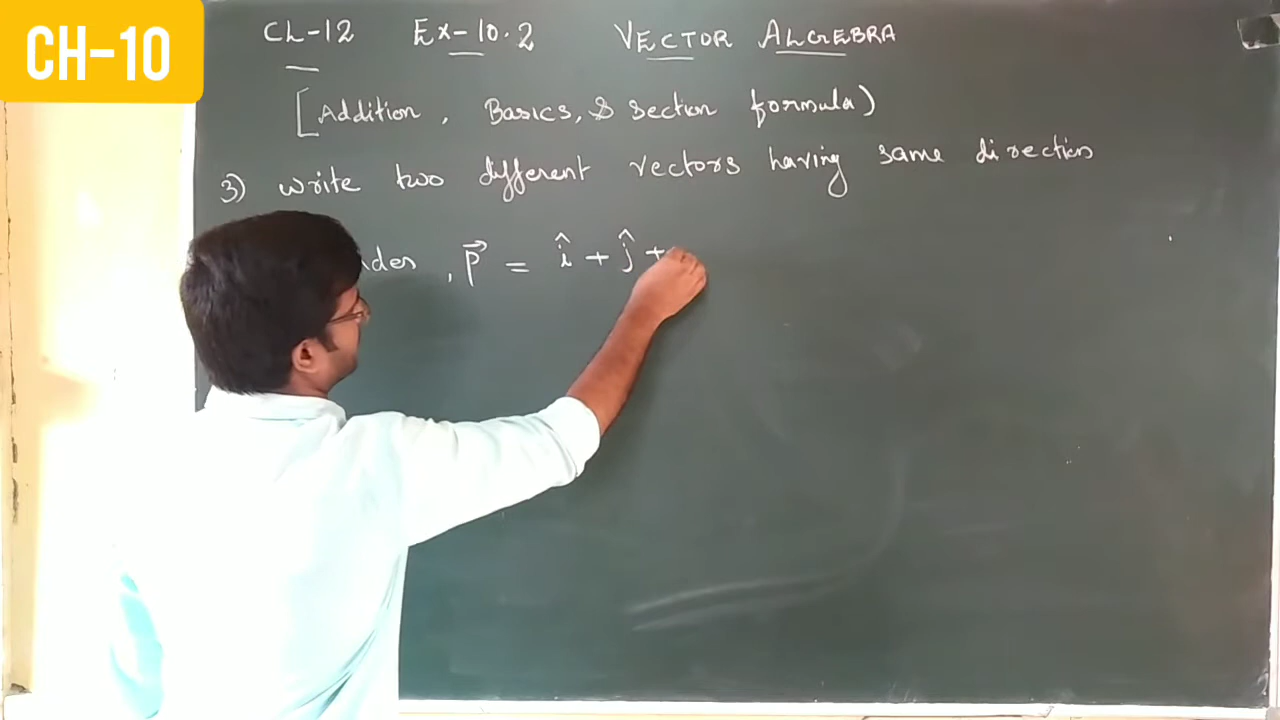 CH-10
CL-12 Ex-10.2 VECTOR ALGEBRA
[Addition, Basics, & section formula)
3) write two different vectors having same direction
, p⃗ = î + ĵ +